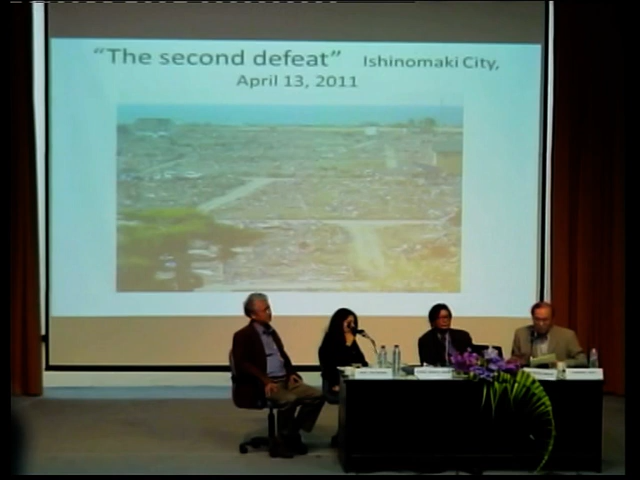 “The second defeat” Ishinomaki City,
April 13, 2011